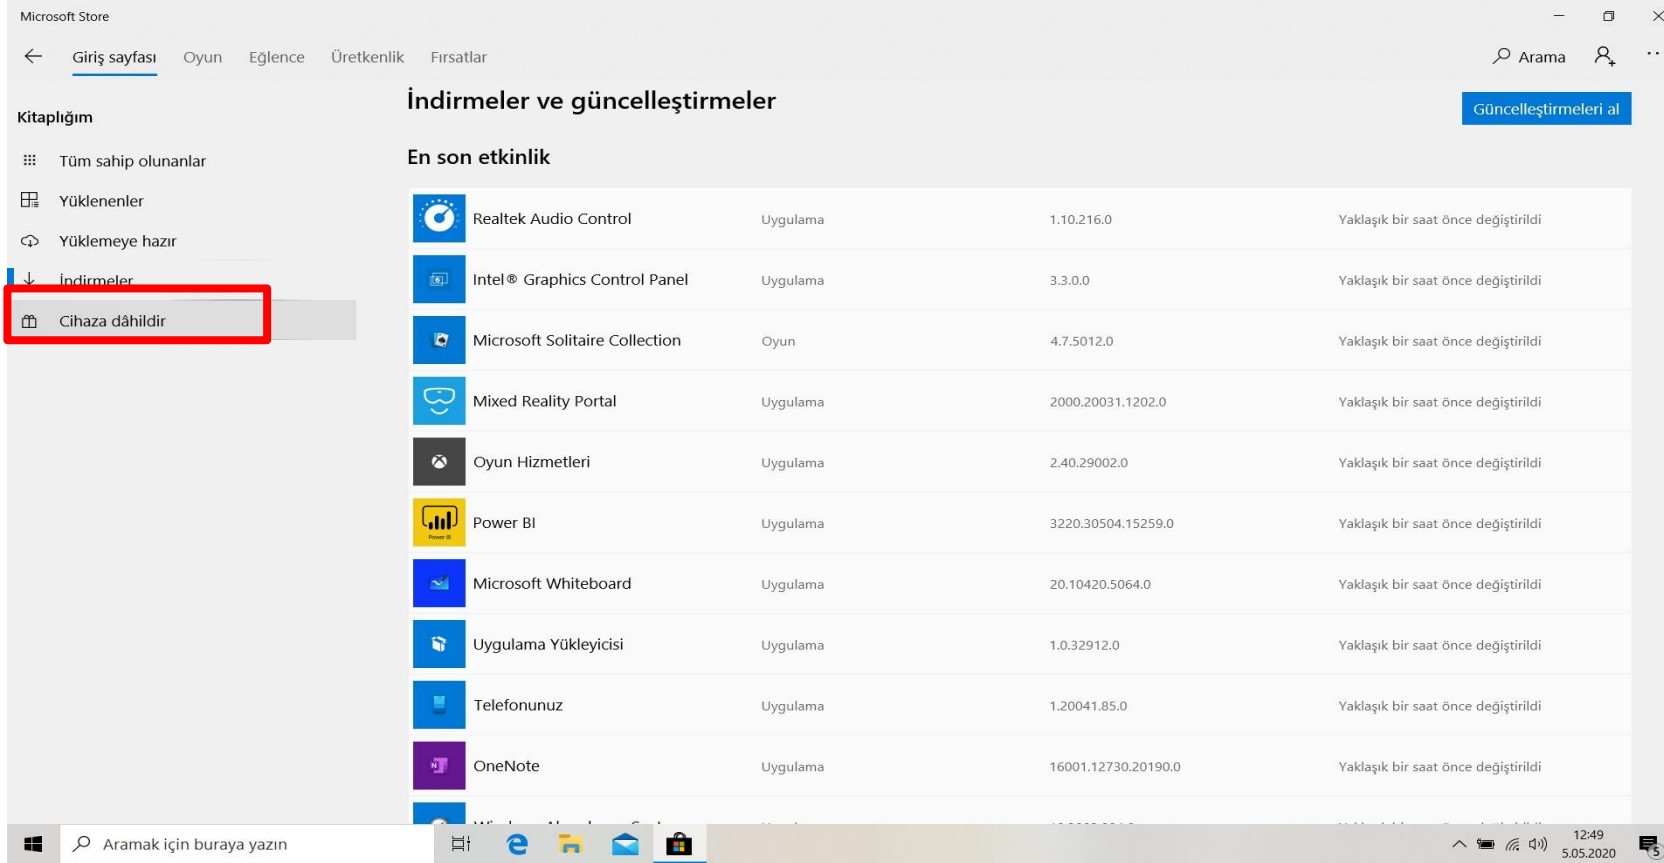 Microsoft Store
Giriş sayfası Oyun Eğlence Üretkenlik Fırsatlar Arama
Kitaplığım
Tüm sahip olunanlar
Yüklenenler
Yüklemeye hazır
İndirmeler
Cihaza dâhildir
İndirmeler ve güncelleştirmeler
Güncelleştirmeleri al
En son etkinlik
Realtek Audio Control Uygulama 1.10.216.0 Yaklaşık bir saat önce değiştirildi
Intel® Graphics Control Panel Uygulama 3.3.0.0 Yaklaşık bir saat önce değiştirildi
Microsoft Solitaire Collection Oyun 4.7.5012.0 Yaklaşık bir saat önce değiştirildi
Mixed Reality Portal Uygulama 2000.20031.1202.0 Yaklaşık bir saat önce değiştirildi
Oyun Hizmetleri Uygulama 2.40.29002.0 Yaklaşık bir saat önce değiştirildi
Power BI Power BI Uygulama 3220.30504.15259.0 Yaklaşık bir saat önce değiştirildi
Microsoft Whiteboard Uygulama 20.10420.5064.0 Yaklaşık bir saat önce değiştirildi
Uygulama Yükleyicisi Uygulama 1.0.32912.0 Yaklaşık bir saat önce değiştirildi
Telefonunuz Uygulama 1.20041.85.0 Yaklaşık bir saat önce değiştirildi
N OneNote Uygulama 16001.12730.20190.0 Yaklaşık bir saat önce değiştirildi
Aramak için buraya yazın
12:49
5.05.2020
5